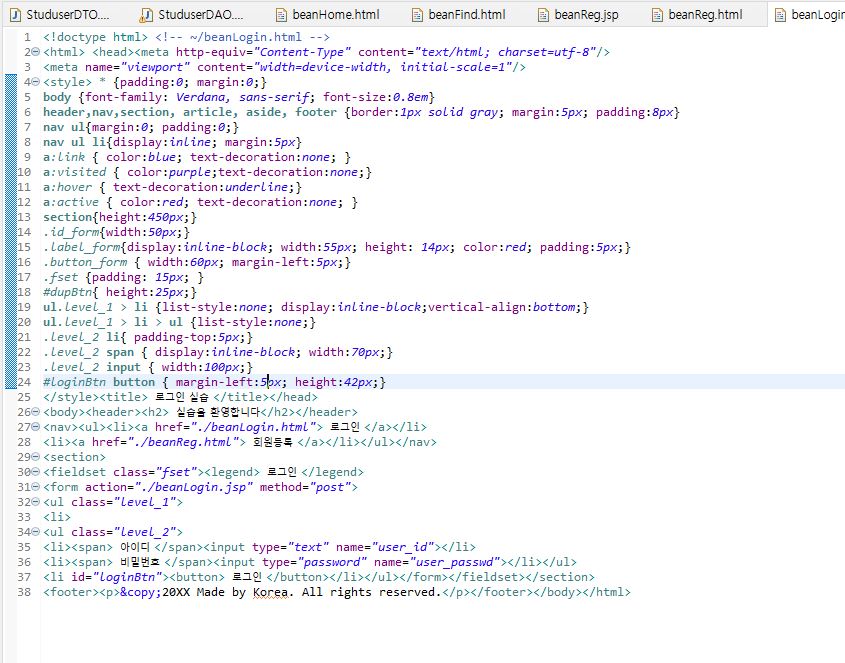 StuduserDTO.... StuduserDAO.... beanHome.html beanFind.html beanReg.jsp beanReg.html beanLogin
1 <!doctype html> <!-- ~/beanLogin.html -->
2 <html> <head><meta http-equiv="Content-Type" content="text/html; charset=utf-8"/>
3 <meta name="viewport" content="width=device-width, initial-scale=1"/>
4 <style> * {padding:0; margin:0;}
5 body {font-family: Verdana, sans-serif; font-size:0.8em}
6 header,nav,section, article, aside, footer {border:1px solid gray; margin:5px; padding:8px}
7 nav ul{margin:0; padding:0;}
8 nav ul li{display:inline; margin:5px}
9 a:link { color:blue; text-decoration:none; }
10 a:visited { color:purple;text-decoration:none;}
11 a:hover { text-decoration:underline;}
12 a:active { color:red; text-decoration:none; }
13 section{height:450px;}
14 .id_form{width:50px;}
15 .label_form{display:inline-block; width:55px; height: 14px; color:red; padding:5px;}
16 .button_form { width:60px; margin-left:5px;}
17 .fset {padding: 15px; }
18 #dupBtn{ height:25px;}
19 ul.level_1 > li {list-style:none; display:inline-block;vertical-align:bottom;}
20 ul.level_1 > li > ul {list-style:none;}
21 .level_2 li{ padding-top:5px;}
22 .level_2 span { display:inline-block; width:70px;}
23 .level_2 input { width:100px;}
24 #loginBtn button { margin-left:5px; height:42px;}
25 </style><title> 로그인 실습 </title></head>
26 <body><header><h2> 실습을 환영합니다</h2></header>
27 <nav><ul><li><a href="./beanLogin.html"> 로그인 </a></li>
28 <li><a href="./beanReg.html"> 회원등록 </a></li></ul></nav>
29 <section>
30 <fieldset class="fset"><legend> 로그인 </legend>
31 <form action="./beanLogin.jsp" method="post">
32 <ul class="level_1">
33 <li>
34 <ul class="level_2">
35 <li><span> 아이디 </span><input type="text" name="user_id"></li>
36 <li><span> 비밀번호 </span><input type="password" name="user_passwd"></li></ul>
37 <li id="loginBtn"><button> 로그인 </button></li></ul></form></fieldset></section>
38 <footer><p>&copy;20XX Made by Korea. All rights reserved.</p></footer></body></html>